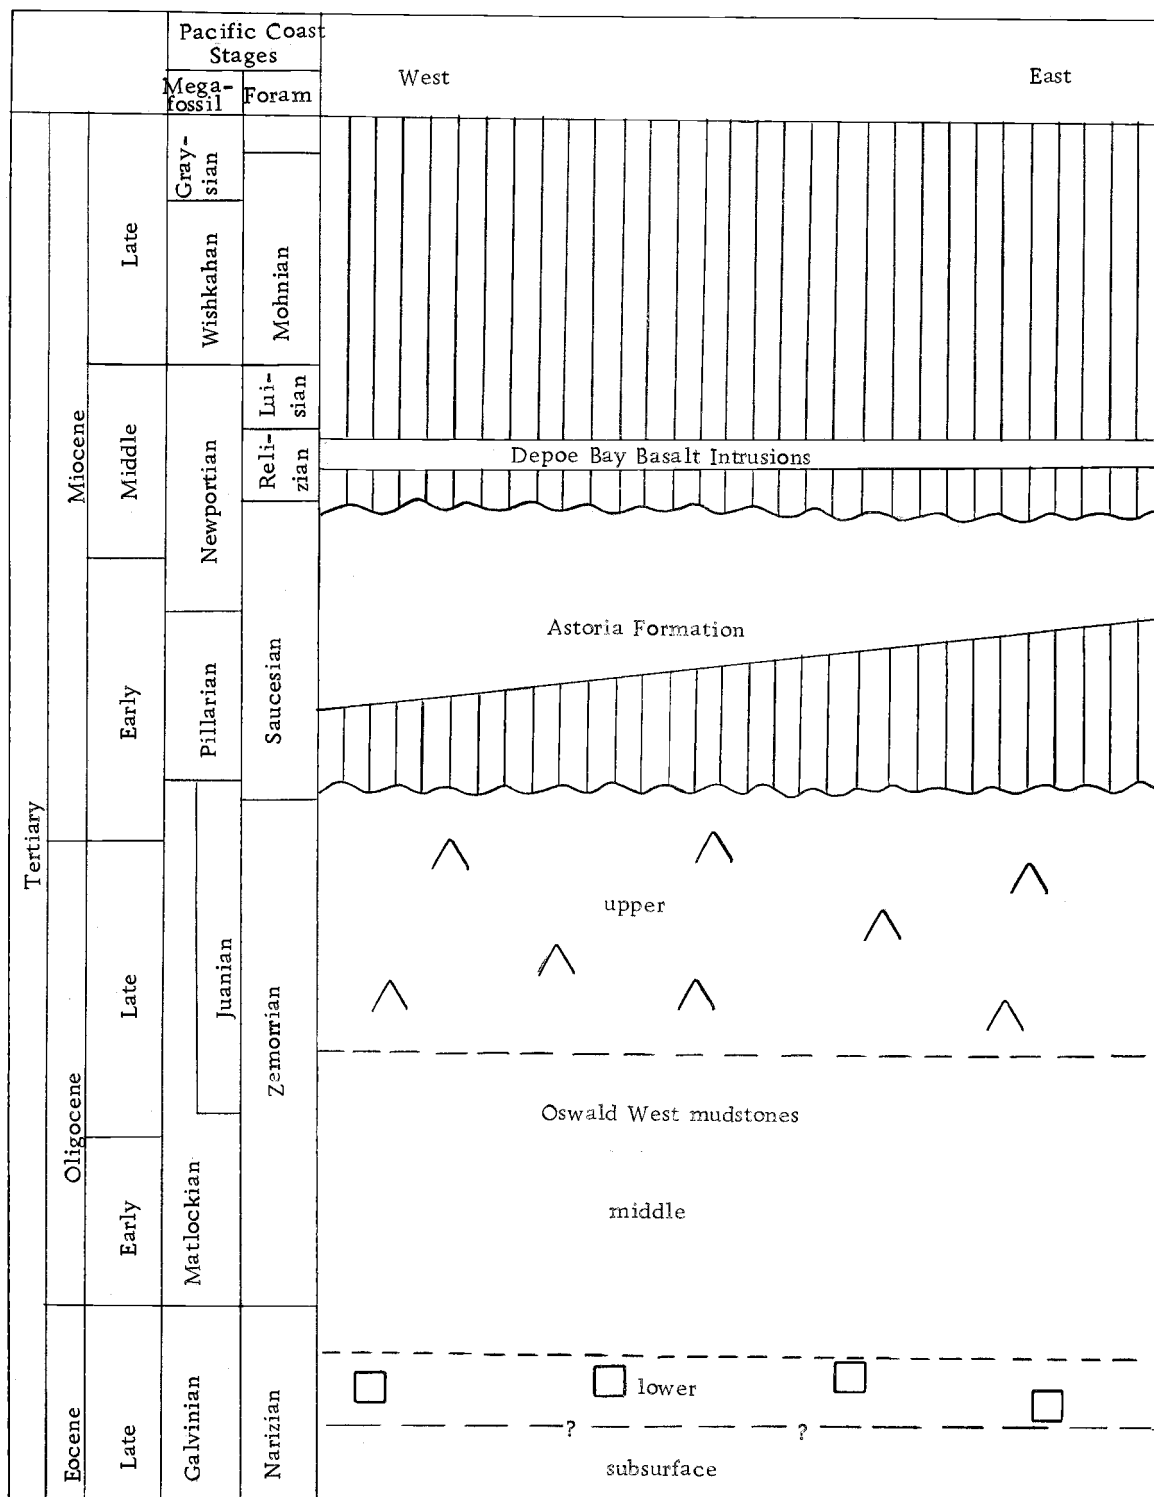 Pacific Coast
Stages
Mega-
fossil
Foram
West
East
Tertiary
Miocene
Oligocene
Eocene
Late
Middle
Early
Late
Early
Late
Gray-
sian
Wishkahan
Newportian
Pillarian
Juanian
Matlockian
Galvinian
Mohnian
Lui-
sian
Reli-
zian
Saucesian
Zemorrian
Narizian
Depoe Bay Basalt Intrusions
Astoria Formation
upper
Oswald West mudstones
middle
lower
? ?
subsurface